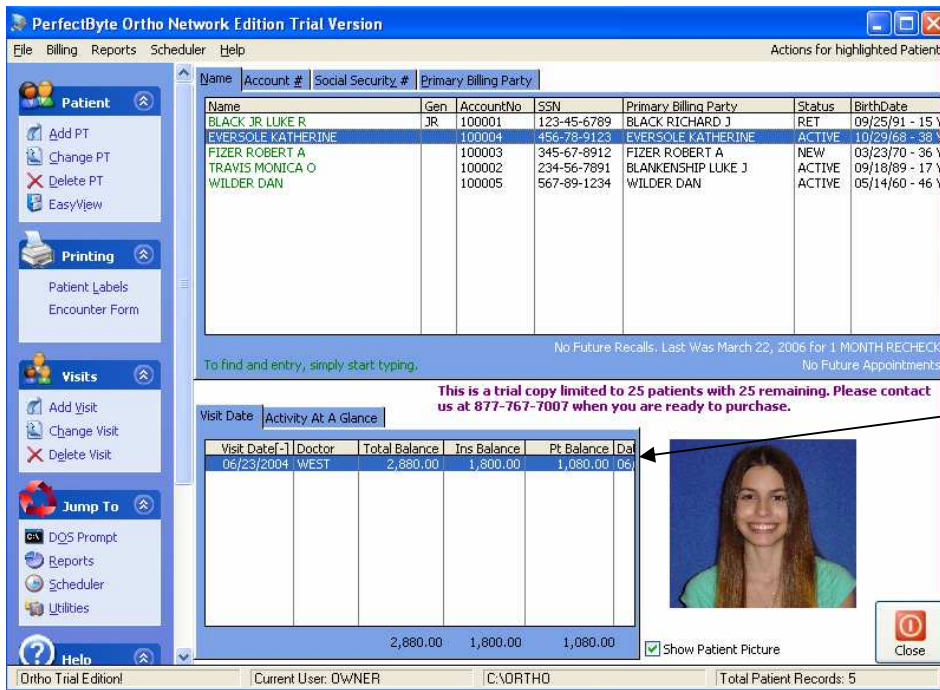 PerfectByte Ortho Network Edition Trial Version
File Billing Reports Scheduler Help Actions for highlighted Patient
Patient
Add PT
Change PT
Delete PT
EasyView
Printing
Patient Labels
Encounter Form
Visits
Add Visit
Change Visit
Delete Visit
Jump To
DOS Prompt
Reports
Scheduler
Utilities
Help
Name Account # Social Security # Primary Billing Party
Name Gen AccountNo SSN Primary Billing Party Status BirthDate
BLACK JR LUKE R JR 100001 123-45-6789 BLACK RICHARD J RET 09/25/91 - 15 Y
EVERSOLE KATHERINE 100004 456-78-9123 EVERSOLE KATHERINE ACTIVE 10/29/68 - 38 Y
FIZER ROBERT A 100003 345-67-8912 FIZER ROBERT A NEW 03/23/70 - 36 Y
TRAVIS MONICA O 100002 234-56-7891 BLANKENSHIP LUKE J ACTIVE 09/18/89 - 17 Y
WILDER DAN 100005 567-89-1234 WILDER DAN ACTIVE 05/14/60 - 46 Y
No Future Recalls. Last Was March 22, 2006 for 1 MONTH RECHECK
To find and entry, simply start typing. No Future Appointments
This is a trial copy limited to 25 patients with 25 remaining. Please contact
us at 877-767-7007 when you are ready to purchase.
Visit Date Activity At A Glance
Visit Date[-] Doctor Total Balance Ins Balance Pt Balance Dat
06/23/2004 WEST 2,880.00 1,800.00 1,080.00 06/
2,880.00 1,800.00 1,080.00
Show Patient Picture
Close
Ortho Trial Edition! Current User: OWNER C:\ORTHO Total Patient Records: 5